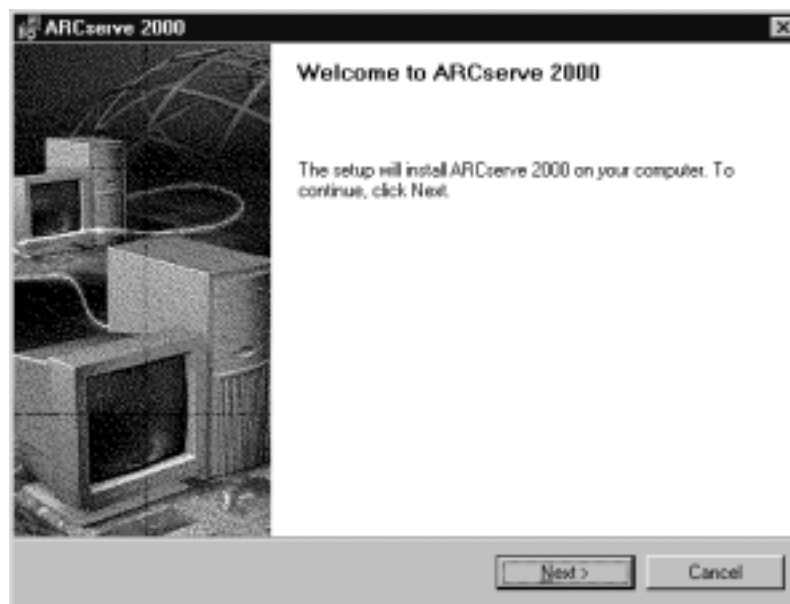 ARCserve 2000
Welcome to ARCserve 2000
The setup will install ARCserve 2000 on your computer. To
continue, click Next.
Next >
Cancel